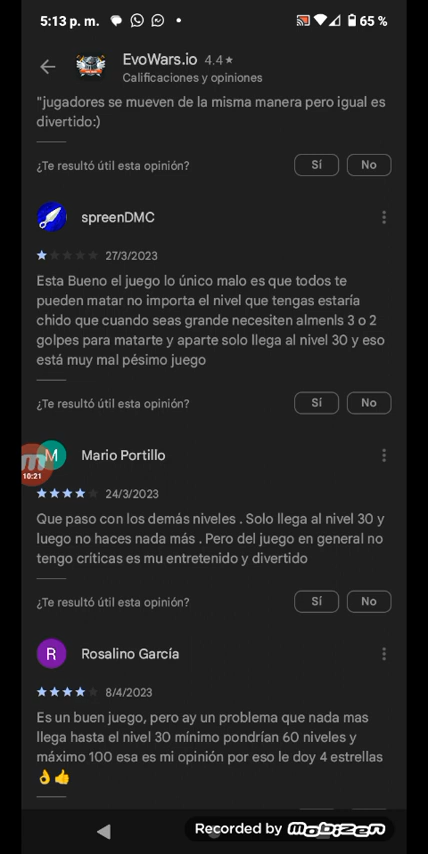 5:13 p. m.
65 %
EvoWars.io 4.4★
Calificaciones y opiniones
"jugadores se mueven de la misma manera pero igual es
divertido:)
¿Te resultó útil esta opinión?
Sí
No
spreenDMC
27/3/2023
Esta Bueno el juego lo único malo es que todos te
pueden matar no importa el nivel que tengas estaría
chido que cuando seas grande necesiten almenls 3 o 2
golpes para matarte y aparte solo llega al nivel 30 y eso
está muy mal pésimo juego
¿Te resultó útil esta opinión?
Sí
No
M
10:21
Mario Portillo
24/3/2023
Que paso con los demás niveles . Solo llega al nivel 30 y
luego no haces nada más . Pero del juego en general no
tengo críticas es mu entretenido y divertido
¿Te resultó útil esta opinión?
Sí
No
R
Rosalino García
8/4/2023
Es un buen juego, pero ay un problema que nada mas
llega hasta el nivel 30 mínimo pondrían 60 niveles y
máximo 100 esa es mi opinión por eso le doy 4 estrellas
👌👍
Recorded by Mobizen